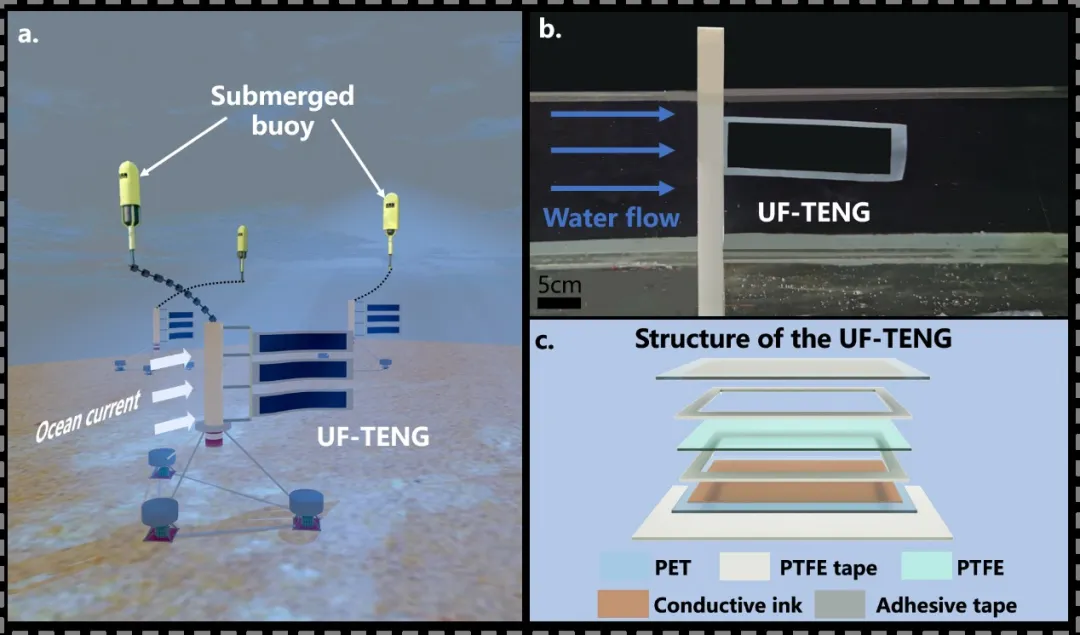 a.
Submerged
buoy
Ocean current
UF-TENG
b.
Water flow
UF-TENG
5cm
c.
Structure of the UF-TENG
PET
PTFE tape
PTFE
Conductive ink
Adhesive tape